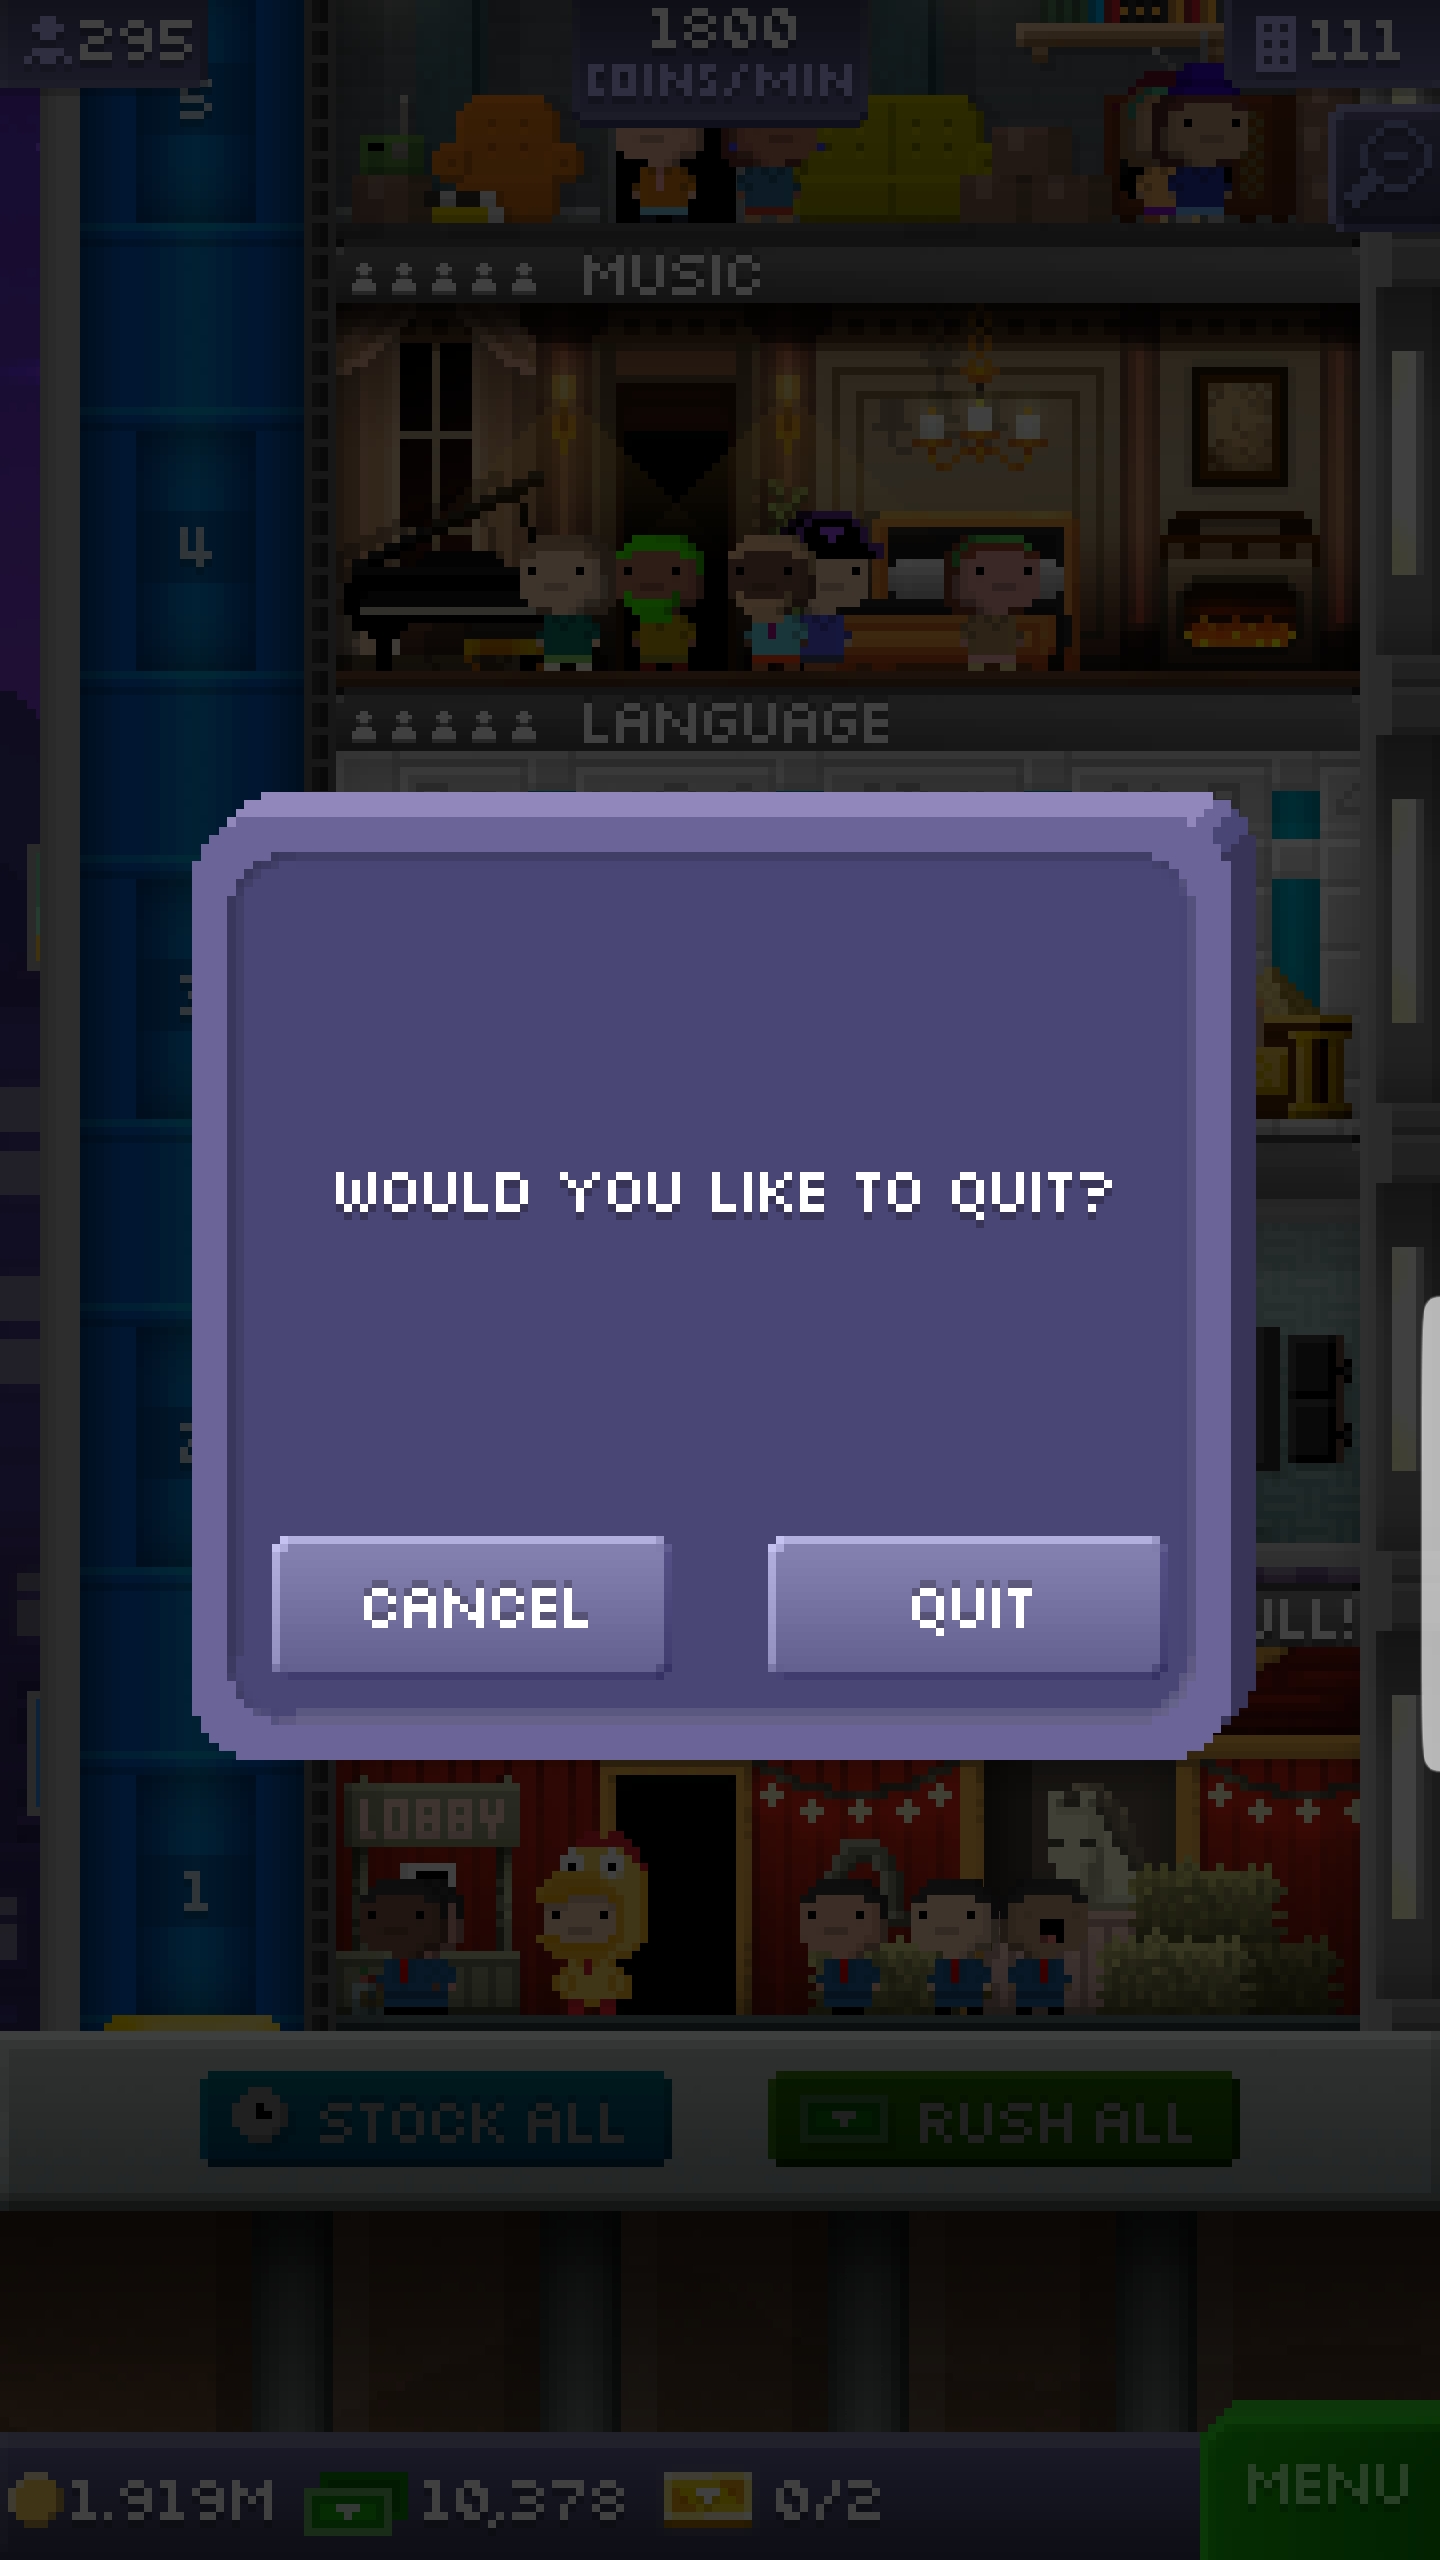 295
1800
COINS/MIN
111
5
MUSIC
4
LANGUAGE
WOULD YOU LIKE TO QUIT?
CANCEL
QUIT
LOBBY
1
STOCK ALL
RUSH ALL
1.919M
10,378
0/2
MENU